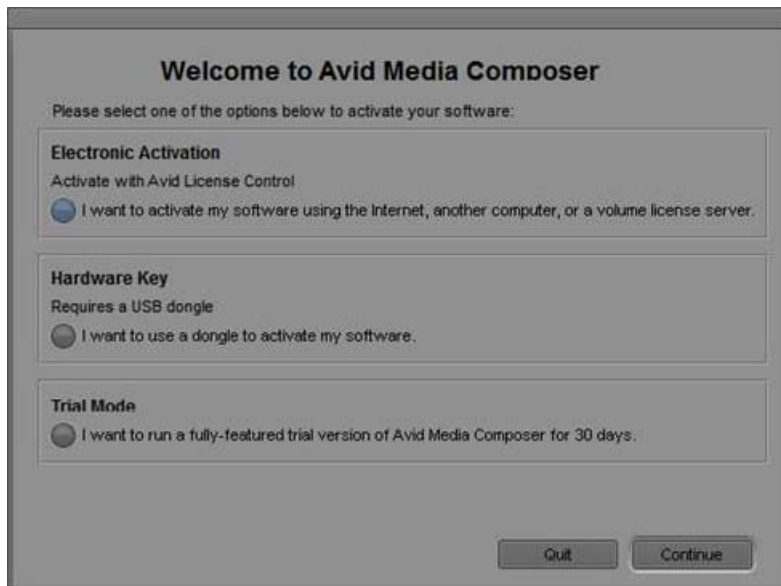 Welcome to Avid Media Composer
Please select one of the options below to activate your software:
Electronic Activation
Activate with Avid License Control
I want to activate my software using the Internet, another computer, or a volume license server.
Hardware Key
Requires a USB dongle
I want to use a dongle to activate my software.
Trial Mode
I want to run a fully-featured trial version of Avid Media Composer for 30 days.
Quit
Continue